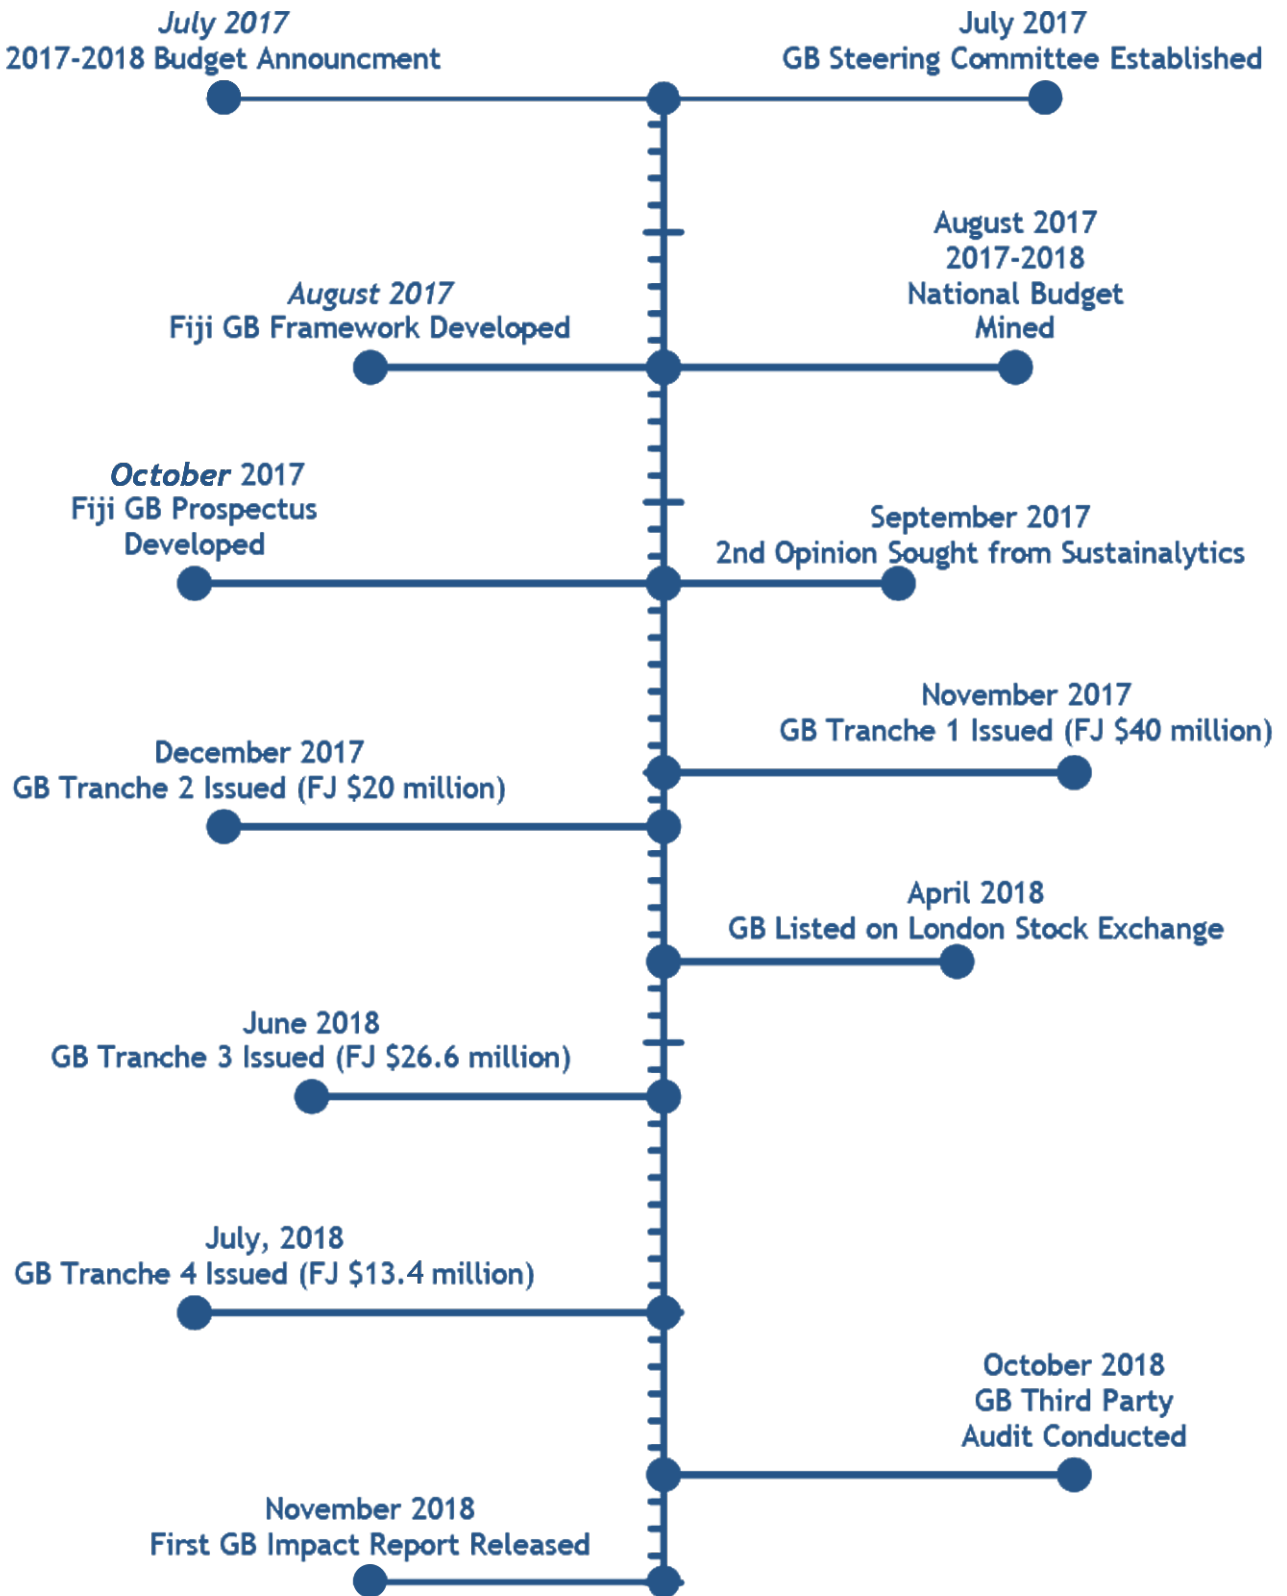 July 2017
2017-2018 Budget Announcment
July 2017
GB Steering Committee Established
August 2017
2017-2018
National Budget
Mined
August 2017
Fiji GB Framework Developed
October 2017
Fiji GB Prospectus
Developed
September 2017
2nd Opinion Sought from Sustainalytics
November 2017
GB Tranche 1 Issued (FJ $40 million)
December 2017
GB Tranche 2 Issued (FJ $20 million)
April 2018
GB Listed on London Stock Exchange
June 2018
GB Tranche 3 Issued (FJ $26.6 million)
July, 2018
GB Tranche 4 Issued (FJ $13.4 million)
October 2018
GB Third Party
Audit Conducted
November 2018
First GB Impact Report Released